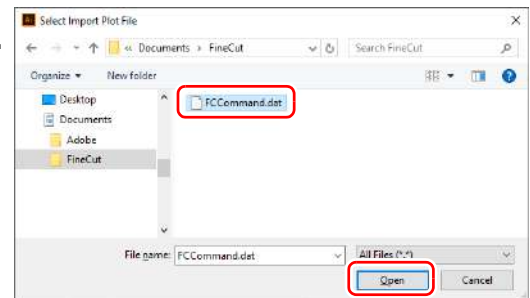 Ai Select Import Plot File
« Documents › FineCut Search FineCut
Organize New folder
Desktop
Documents
Adobe
FineCut
FCCommand.dat
File name: FCCommand.dat All Files (*.*)
Open Cancel